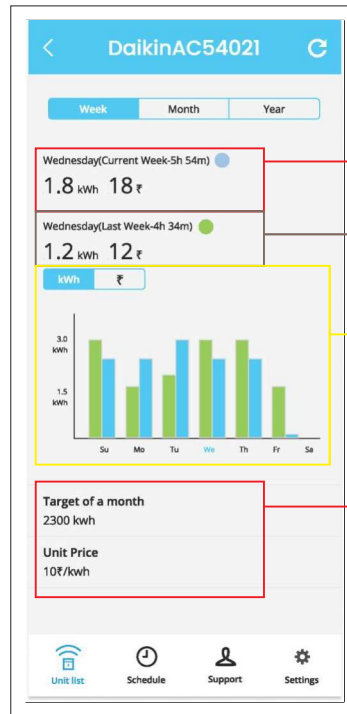 DaikinAC54021
Week Month Year
Wednesday(Current Week-5h 54m)
1.8 kWh 18 ₹
Wednesday(Last Week-4h 34m)
1.2 kWh 12 ₹
kWh ₹
3.0
kWh
1.5
kWh
Su Mo Tu We Th Fr Sa
Target of a month
2300 kwh
Unit Price
10₹/kwh
Unit list Schedule Support Settings